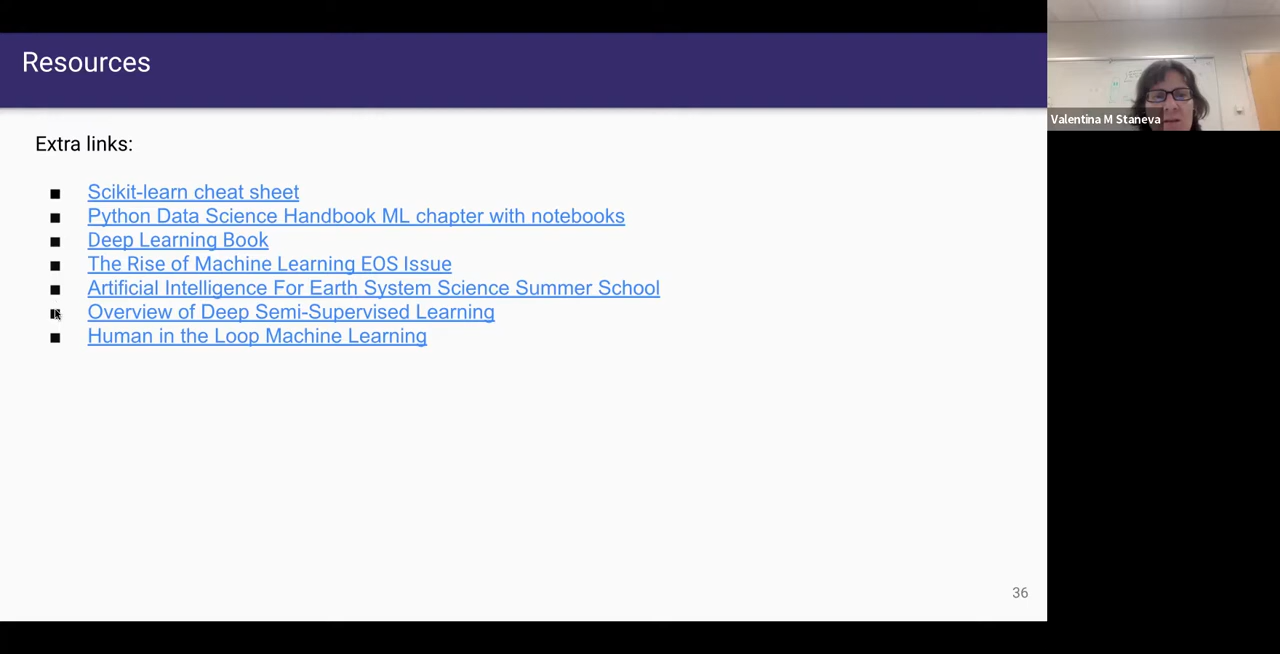 Resources
Valentina M Staneva
Extra links:
Scikit-learn cheat sheet
Python Data Science Handbook ML chapter with notebooks
Deep Learning Book
The Rise of Machine Learning EOS Issue
Artificial Intelligence For Earth System Science Summer School
Overview of Deep Semi-Supervised Learning
Human in the Loop Machine Learning
36